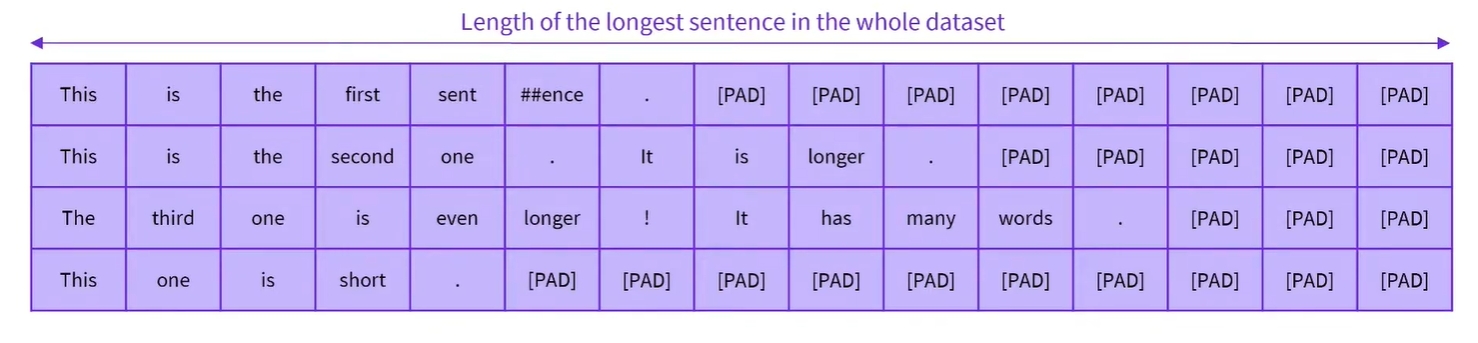 Length of the longest sentence in the whole dataset
This is the first sent ##ence . [PAD] [PAD] [PAD] [PAD] [PAD] [PAD] [PAD] [PAD]
This is the second one . It is longer . [PAD] [PAD] [PAD] [PAD] [PAD]
The third one is even longer ! It has many words . [PAD] [PAD] [PAD]
This one is short . [PAD] [PAD] [PAD] [PAD] [PAD] [PAD] [PAD] [PAD] [PAD] [PAD]